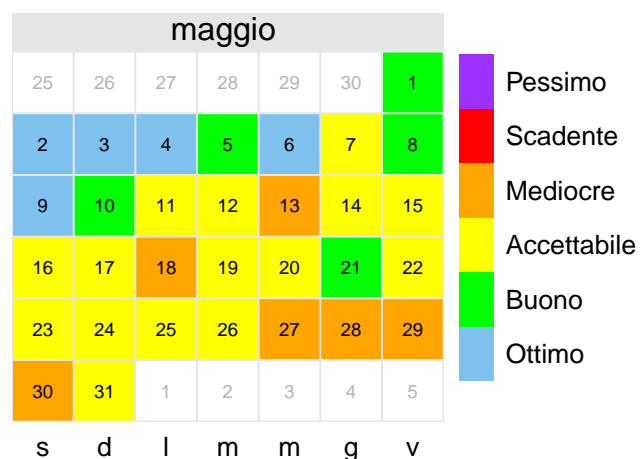 maggio
25 26 27 28 29 30 1
2 3 4 5 6 7 8
9 10 11 12 13 14 15
16 17 18 19 20 21 22
23 24 25 26 27 28 29
30 31 1 2 3 4 5
s d l m m g v
Pessimo
Scadente
Mediocre
Accettabile
Buono
Ottimo